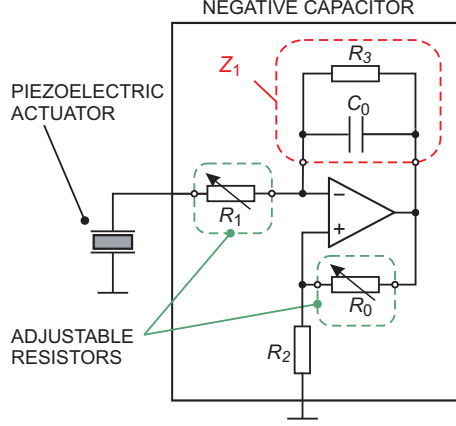 NEGATIVE CAPACITOR
Z1
R3
PIEZOELECTRIC
ACTUATOR
C0
R1
−
+
R0
ADJUSTABLE
RESISTORS
R2